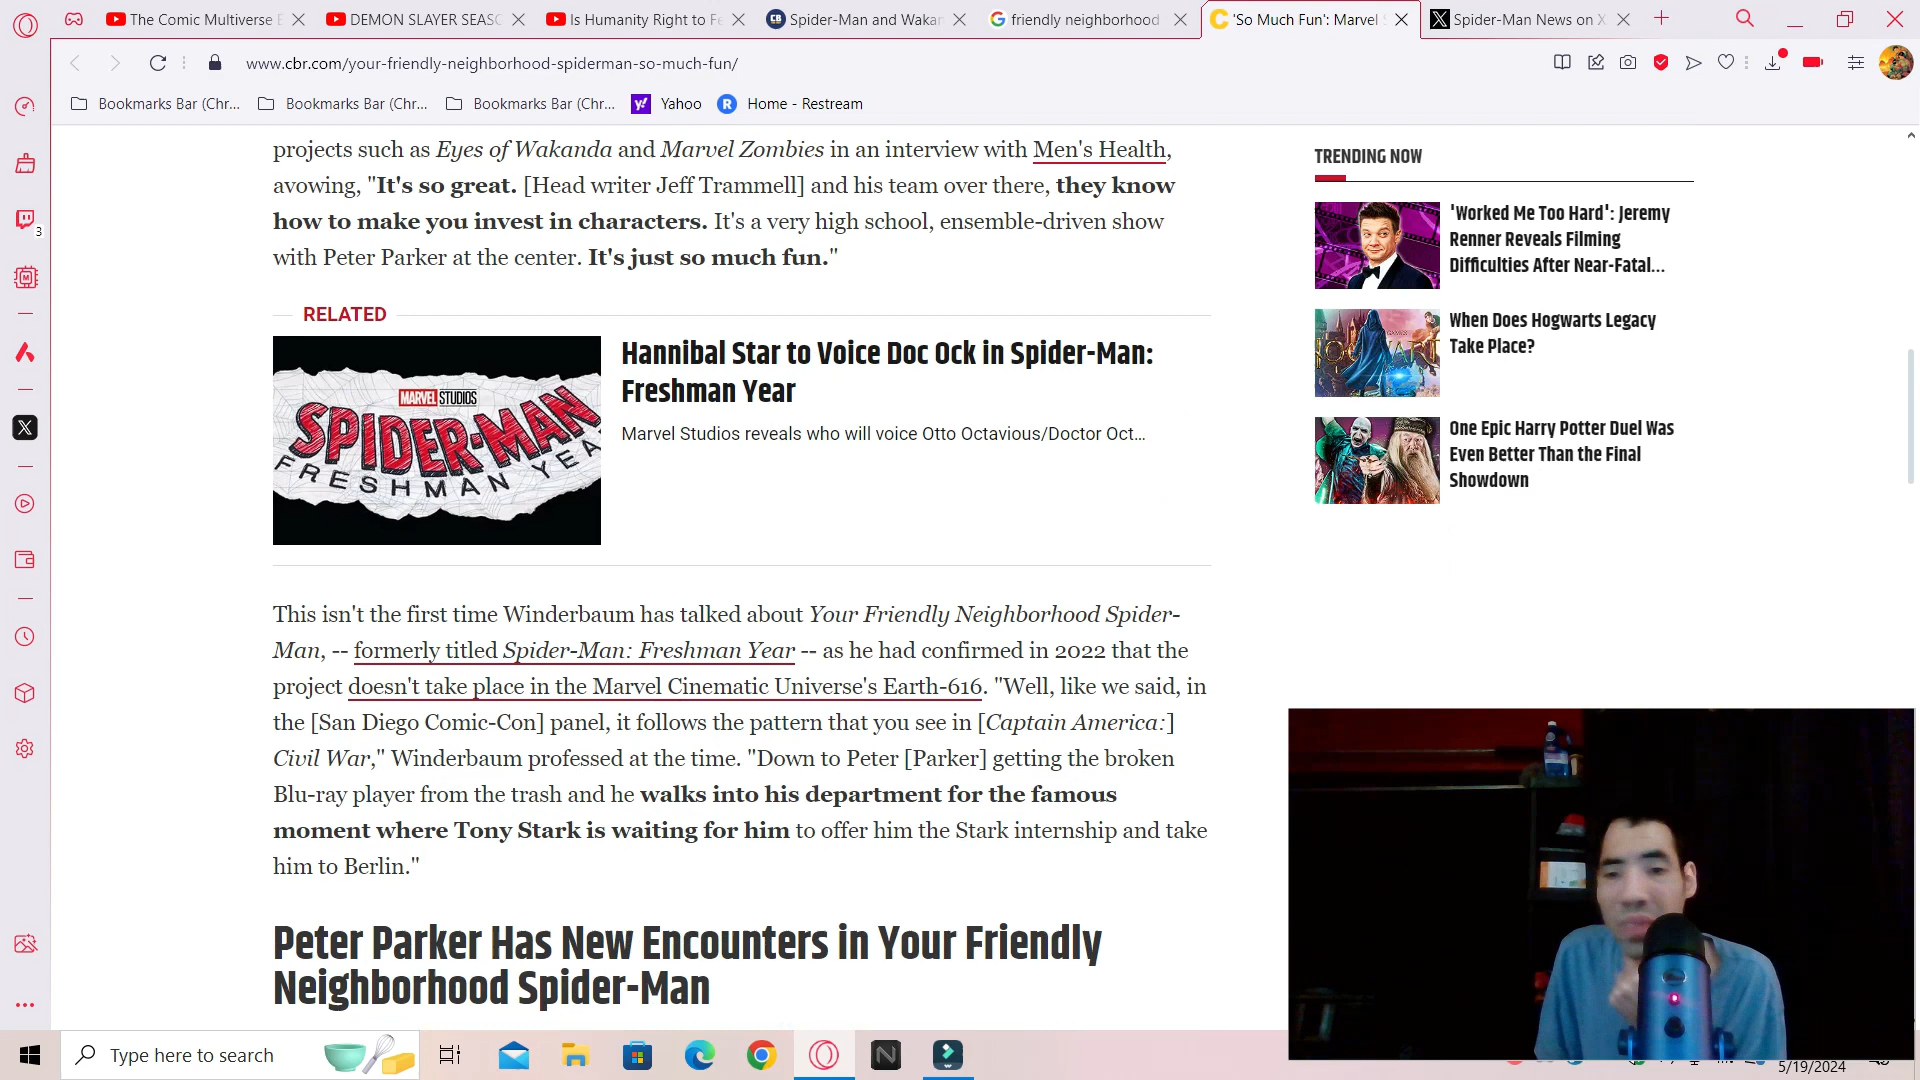 The Comic Multiverse E
DEMON SLAYER SEASC
Is Humanity Right to Fe
Spider-Man and Wakan
friendly neighborhood
'So Much Fun': Marvel S
Spider-Man News on X
www.cbr.com/your-friendly-neighborhood-spiderman-so-much-fun/
Bookmarks Bar (Chr...
Bookmarks Bar (Chr...
Bookmarks Bar (Chr...
Yahoo
Home - Restream
3
projects such as Eyes of Wakanda and Marvel Zombies in an interview with Men's Health,
avowing, "It's so great. [Head writer Jeff Trammell] and his team over there, they know
how to make you invest in characters. It's a very high school, ensemble-driven show
with Peter Parker at the center. It's just so much fun."
RELATED
MARVEL STUDIOS
SPIDER-MAN
FRESHMAN YEA
Hannibal Star to Voice Doc Ock in Spider-Man:
Freshman Year
Marvel Studios reveals who will voice Otto Octavious/Doctor Oct...
This isn't the first time Winderbaum has talked about Your Friendly Neighborhood Spider-
Man, -- formerly titled Spider-Man: Freshman Year -- as he had confirmed in 2022 that the
project doesn't take place in the Marvel Cinematic Universe's Earth-616. "Well, like we said, in
the [San Diego Comic-Con] panel, it follows the pattern that you see in [Captain America:]
Civil War," Winderbaum professed at the time. "Down to Peter [Parker] getting the broken
Blu-ray player from the trash and he walks into his department for the famous
moment where Tony Stark is waiting for him to offer him the Stark internship and take
him to Berlin."
Peter Parker Has New Encounters in Your Friendly
Neighborhood Spider-Man
TRENDING NOW
'Worked Me Too Hard': Jeremy
Renner Reveals Filming
Difficulties After Near-Fatal...
When Does Hogwarts Legacy
Take Place?
One Epic Harry Potter Duel Was
Even Better Than the Final
Showdown
Type here to search
5/19/2024